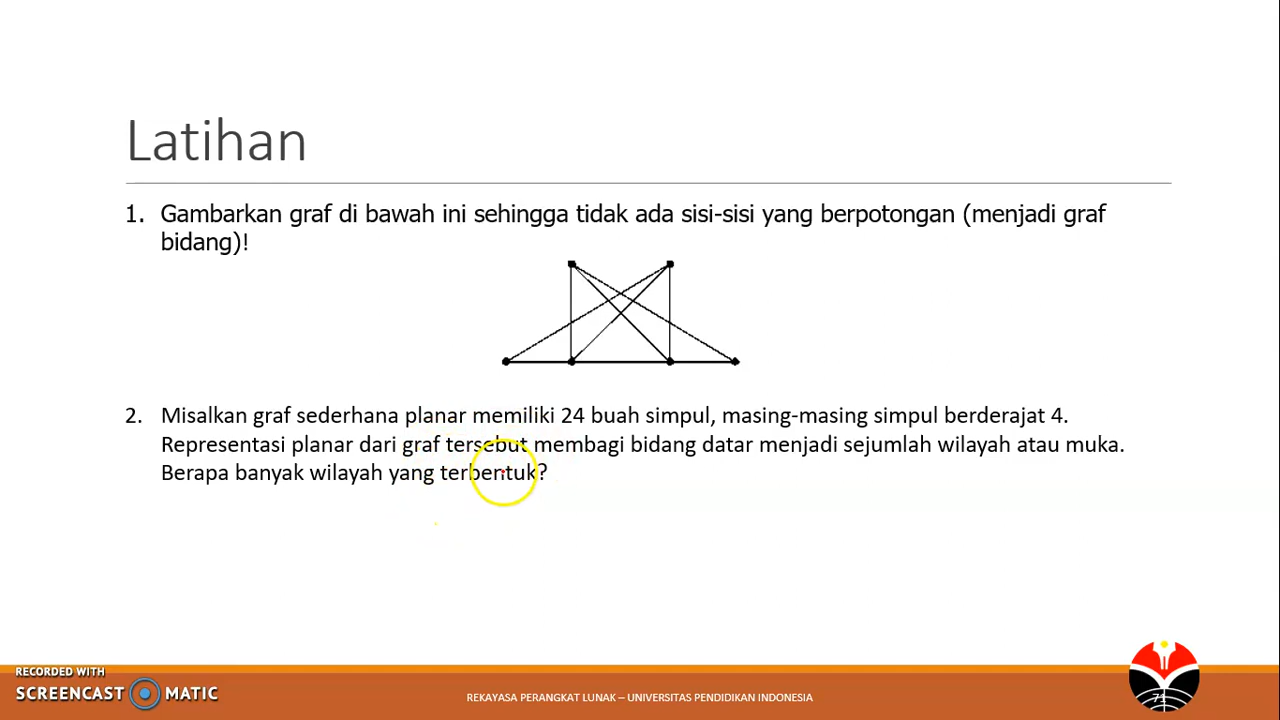 Latihan
1. Gambarkan graf di bawah ini sehingga tidak ada sisi-sisi yang berpotongan (menjadi graf
bidang)!
2. Misalkan graf sederhana planar memiliki 24 buah simpul, masing-masing simpul berderajat 4.
Representasi planar dari graf tersebut membagi bidang datar menjadi sejumlah wilayah atau muka.
Berapa banyak wilayah yang terbentuk?
RECORDED WITH
SCREENCAST MATIC
REKAYASA PERANGKAT LUNAK – UNIVERSITAS PENDIDIKAN INDONESIA